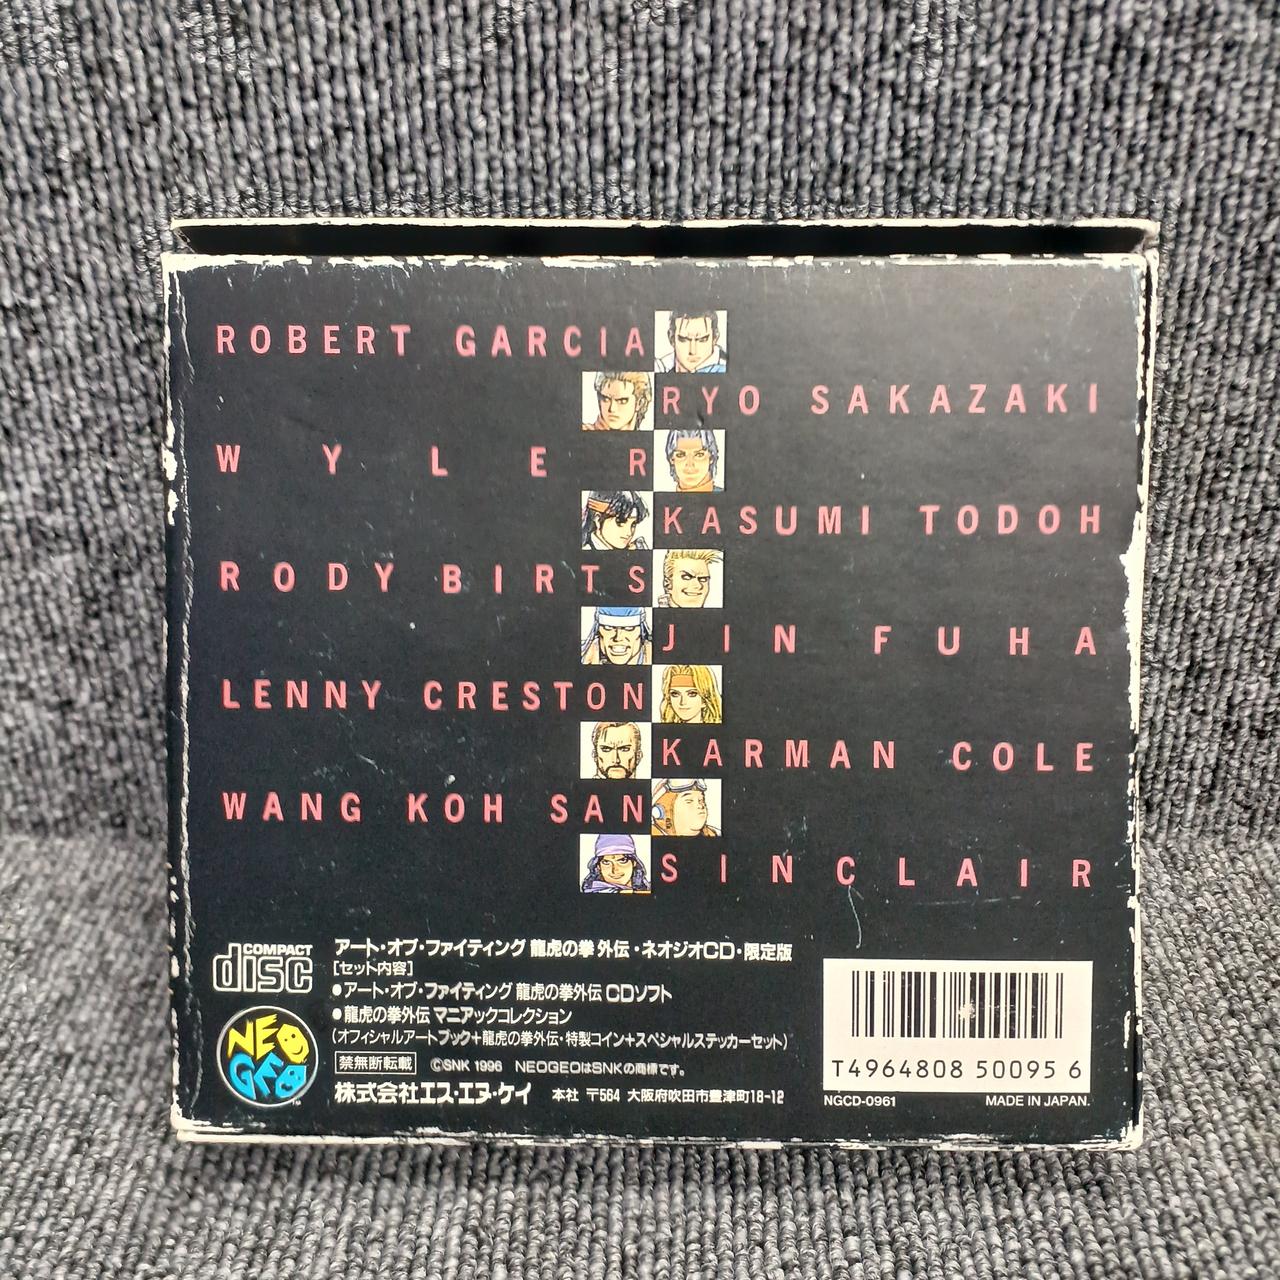 ROBERT GARCIA
RYO SAKAZAKI
WYLER
KASUMI TODOH
RODY BIRTS
JIN FUHA
LENNY CRESTON
KARMAN COLE
WANG KOH SAN
SINCLAIR
COMPACT
disc
NEO
GEO
TM
アート・オブ・ファイティング 龍虎の拳 外伝・ネオジオCD・限定版
[セット内容]
●アート・オブ・ファイティング 龍虎の拳外伝 CDソフト
●龍虎の拳外伝 マニアックコレクション
(オフィシャルアートブック+龍虎の拳外伝・特製コイン+スペシャルステッカーセット)
禁無断転載 ©SNK 1996 NEOGEOはSNKの商標です。
株式会社エス・エヌ・ケイ 本社 〒564 大阪府吹田市豊津町18-12
T4964808 50095 6
NGCD-0961 MADE IN JAPAN.